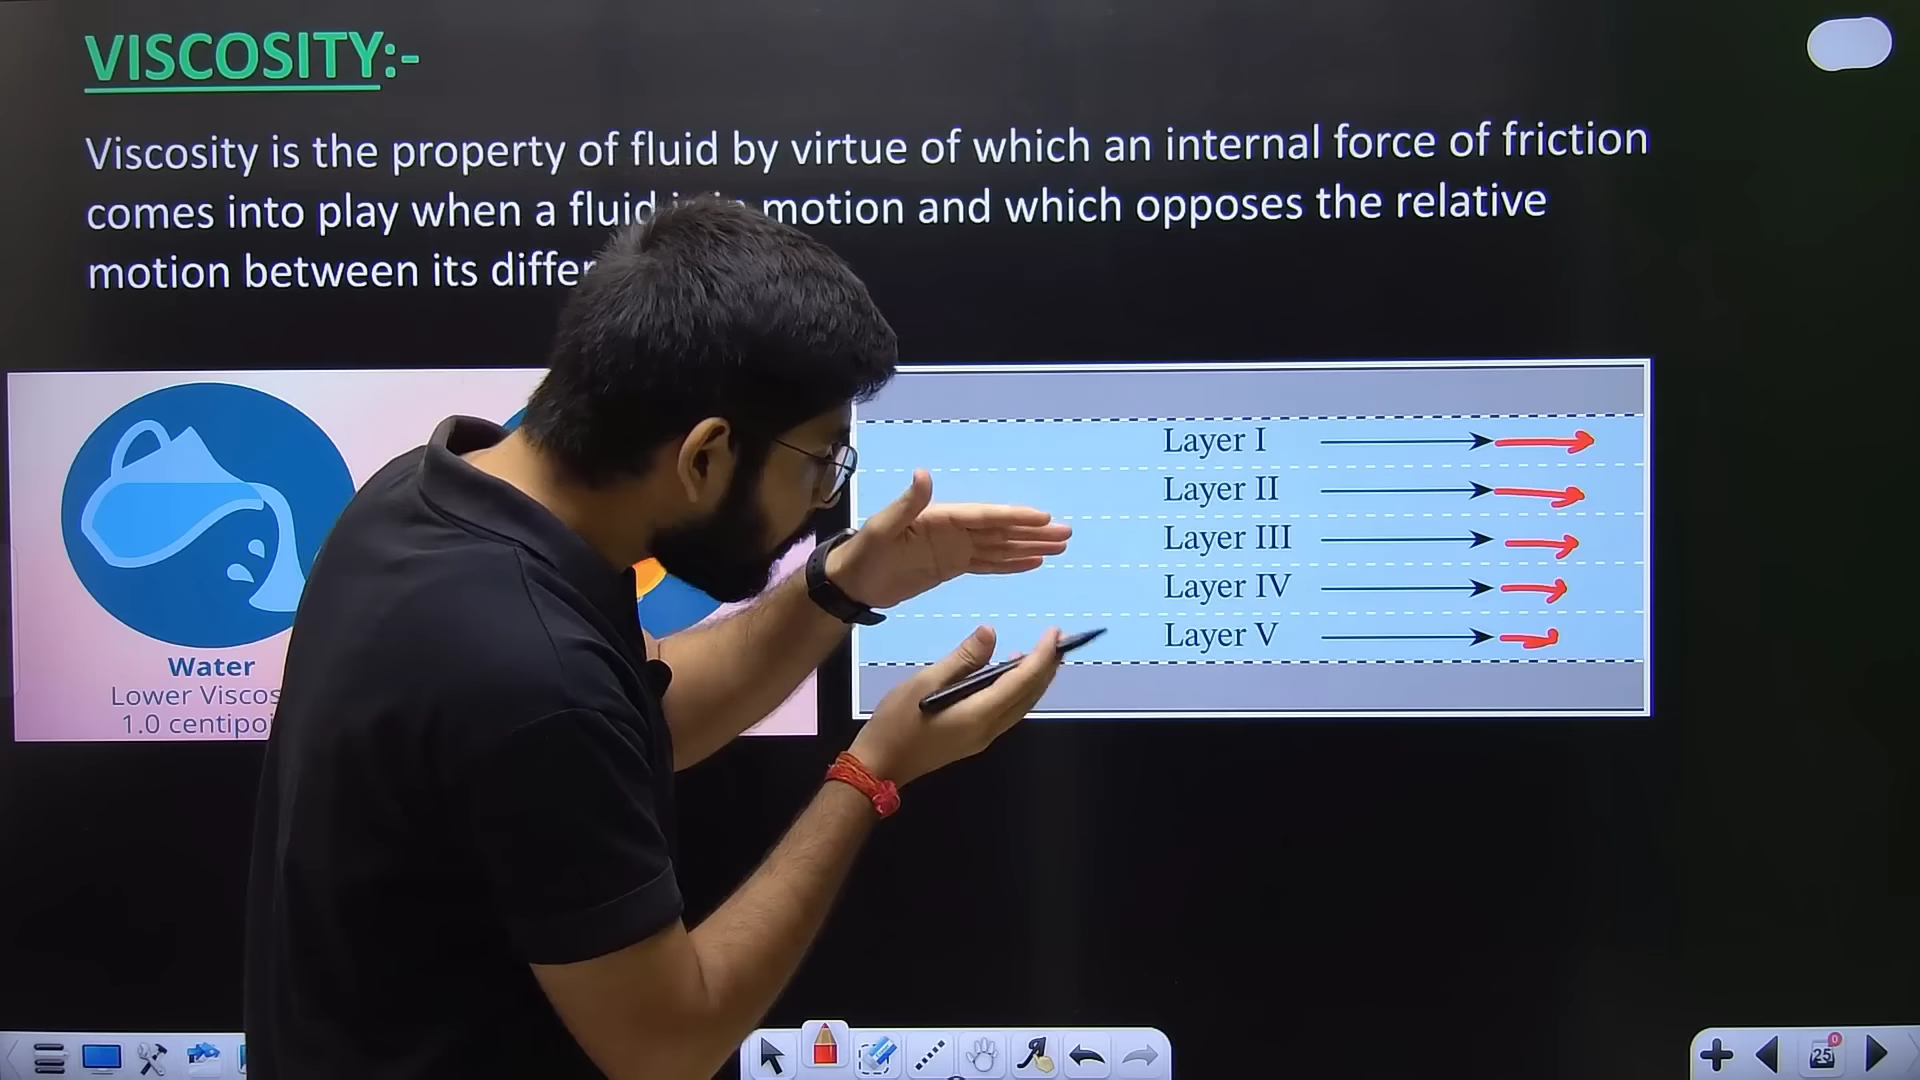 VISCOSITY:-
Viscosity is the property of fluid by virtue of which an internal force of friction
comes into play when a fluid motion and which opposes the relative
motion between its differ
Layer I
Layer II
Layer III
Layer IV
Layer V
Water
Lower Viscos
1.0 centipoi
25
0